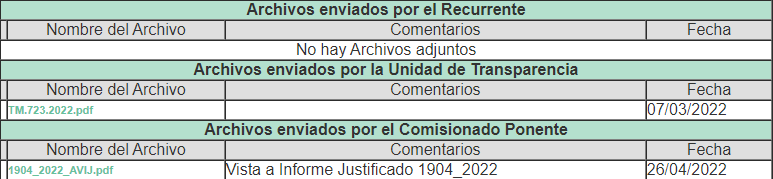 Archivos enviados por el Recurrente
Nombre del Archivo Comentarios Fecha
No hay Archivos adjuntos
Archivos enviados por la Unidad de Transparencia
Nombre del Archivo Comentarios Fecha
TM.723.2022.pdf 07/03/2022
Archivos enviados por el Comisionado Ponente
Nombre del Archivo Comentarios Fecha
1904_2022_AVIJ.pdf Vista a Informe Justificado 1904_2022 26/04/2022